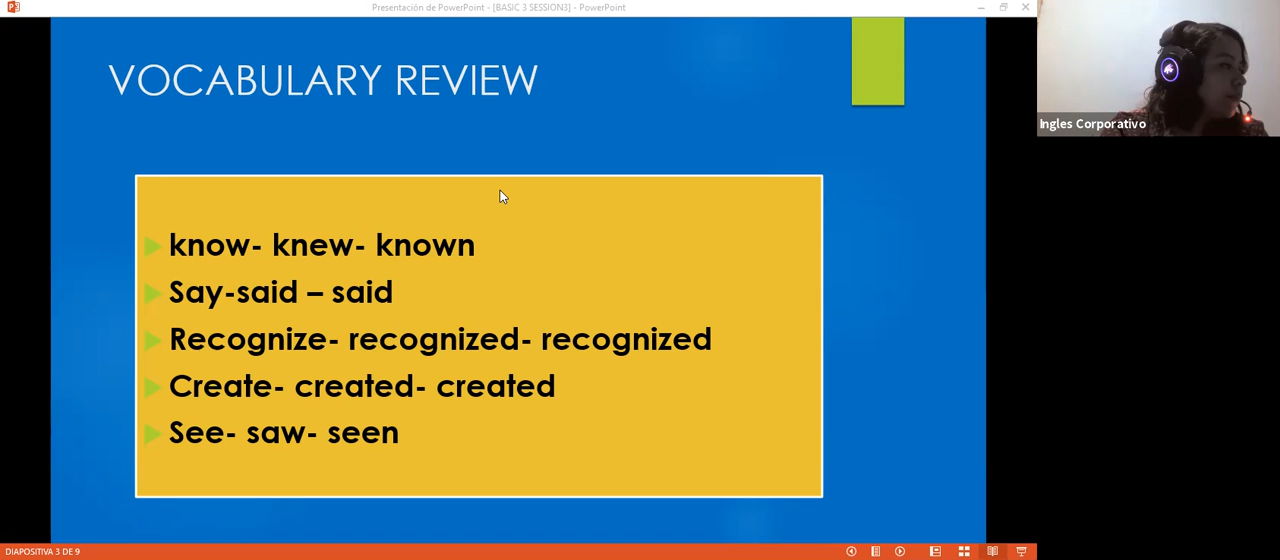 Presentación de PowerPoint - [BASIC 3 SESSION3] - PowerPoint
Ingles Corporativo
VOCABULARY REVIEW
know- knew- known
Say-said – said
Recognize- recognized- recognized
Create- created- created
See- saw- seen
DIAPOSITIVA 3 DE 9